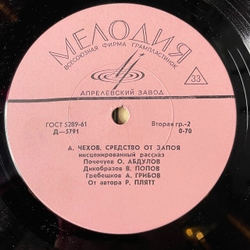 МЕЛОДИЯ
ВСЕСОЮЗНАЯ ФИРМА ГРАМПЛАСТИНОК
33
АПРЕЛЕВСКИЙ ЗАВОД
ГОСТ 5289-61
Д—5791
Вторая гр.-2
0-70
А. ЧЕХОВ. СРЕДСТВО ОТ ЗАПОЯ
инсценированный рассказ
Почечуев О. АБДУЛОВ
Дикобразов В. ПОПОВ
Гребешков А. ГРИБОВ
От автора Р. ПЛЯТТ